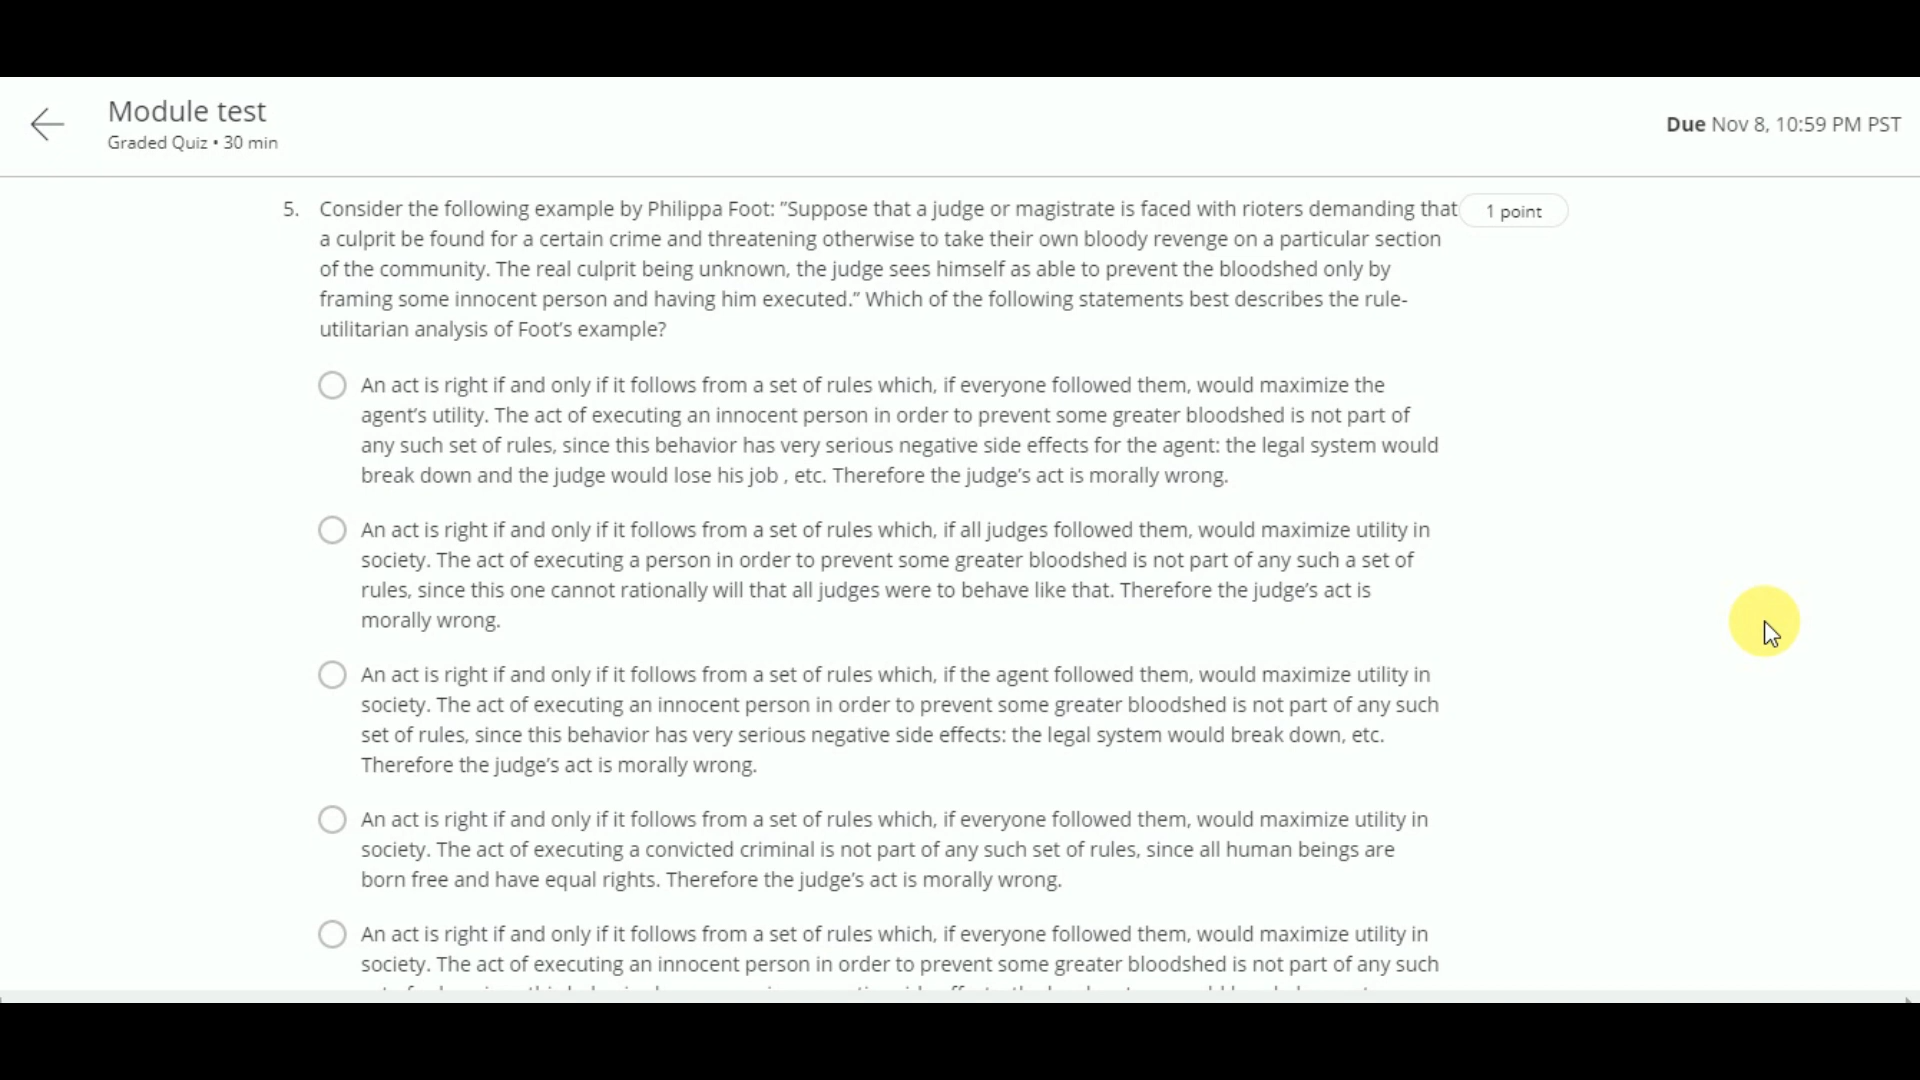 Module test
Graded Quiz • 30 min
Due Nov 8, 10:59 PM PST
5. Consider the following example by Philippa Foot: "Suppose that a judge or magistrate is faced with rioters demanding that 1 point
a culprit be found for a certain crime and threatening otherwise to take their own bloody revenge on a particular section
of the community. The real culprit being unknown, the judge sees himself as able to prevent the bloodshed only by
framing some innocent person and having him executed." Which of the following statements best describes the rule-
utilitarian analysis of Foot's example?
An act is right if and only if it follows from a set of rules which, if everyone followed them, would maximize the
agent's utility. The act of executing an innocent person in order to prevent some greater bloodshed is not part of
any such set of rules, since this behavior has very serious negative side effects for the agent: the legal system would
break down and the judge would lose his job , etc. Therefore the judge's act is morally wrong.
An act is right if and only if it follows from a set of rules which, if all judges followed them, would maximize utility in
society. The act of executing a person in order to prevent some greater bloodshed is not part of any such a set of
rules, since this one cannot rationally will that all judges were to behave like that. Therefore the judge's act is
morally wrong.
An act is right if and only if it follows from a set of rules which, if the agent followed them, would maximize utility in
society. The act of executing an innocent person in order to prevent some greater bloodshed is not part of any such
set of rules, since this behavior has very serious negative side effects: the legal system would break down, etc.
Therefore the judge's act is morally wrong.
An act is right if and only if it follows from a set of rules which, if everyone followed them, would maximize utility in
society. The act of executing a convicted criminal is not part of any such set of rules, since all human beings are
born free and have equal rights. Therefore the judge's act is morally wrong.
An act is right if and only if it follows from a set of rules which, if everyone followed them, would maximize utility in
society. The act of executing an innocent person in order to prevent some greater bloodshed is not part of any such